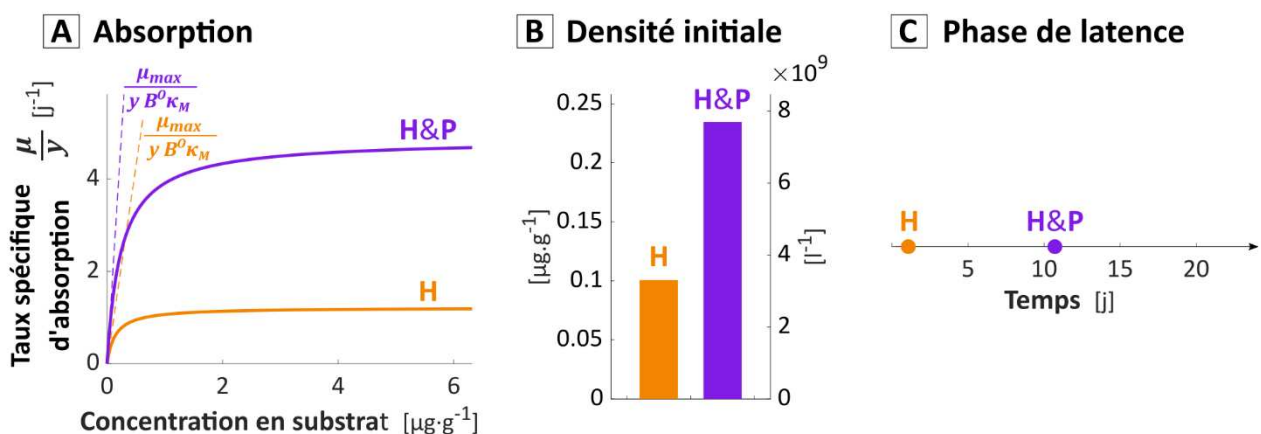 A Absorption
μmax
y B⁰κM
μmax
y B⁰κM
H&P
H
Taux spécifique d'absorption μ/y [j⁻¹]
4
2
0
0 2 4 6
Concentration en substrat [μg·g⁻¹]
B Densité initiale
×10⁹
[μg.g⁻¹]
0.25
0.2
0.15
0.1
0.05
0
H
H&P
8
6
4
2
0
[l⁻¹]
C Phase de latence
H
H&P
5 10 15 20
Temps [j]